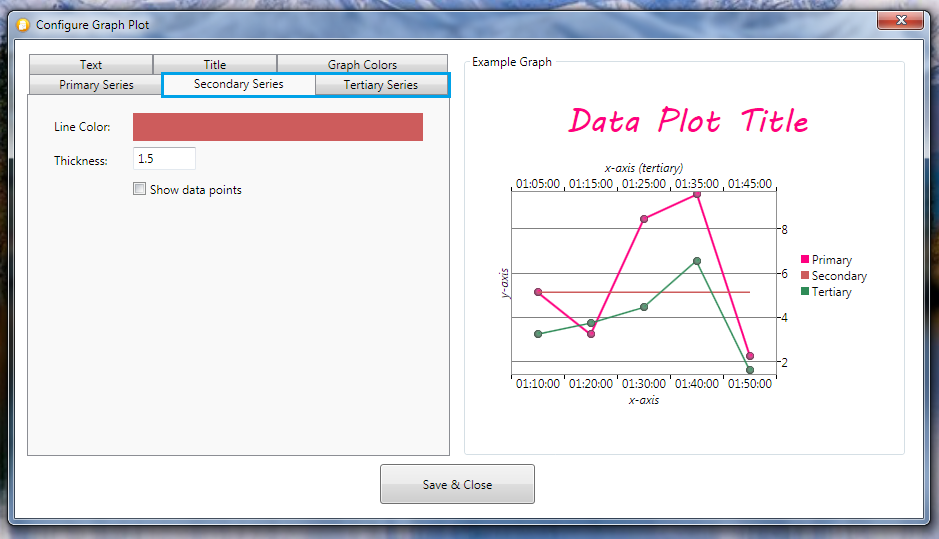 Configure Graph Plot
Text Title Graph Colors
Primary Series Secondary Series Tertiary Series
Line Color:
Thickness: 1.5
Show data points
Example Graph
Data Plot Title
x-axis (tertiary)
01:05:00 01:15:00 01:25:00 01:35:00 01:45:00
8
6
4
2
y-axis
01:10:00 01:20:00 01:30:00 01:40:00 01:50:00
x-axis
Primary
Secondary
Tertiary
Save & Close